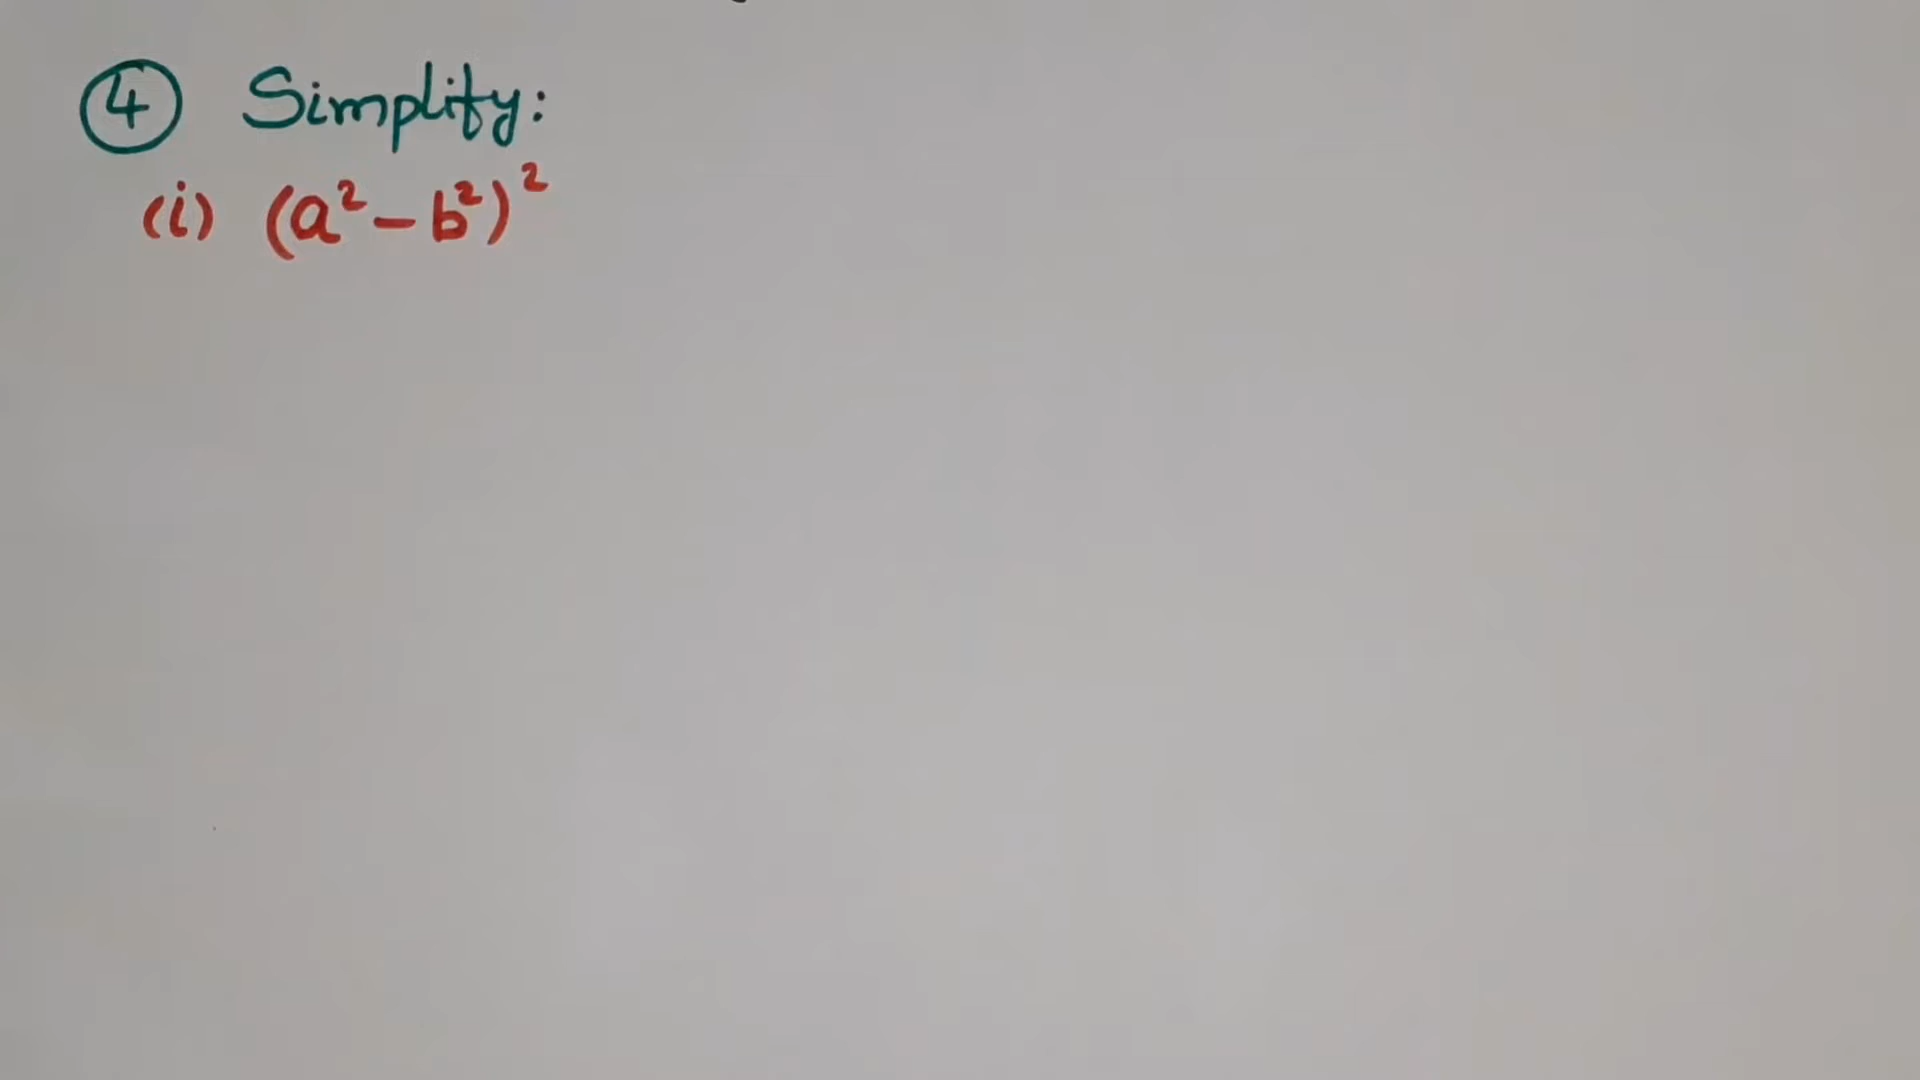 ④ Simplify:
(i) (a² - b²)²